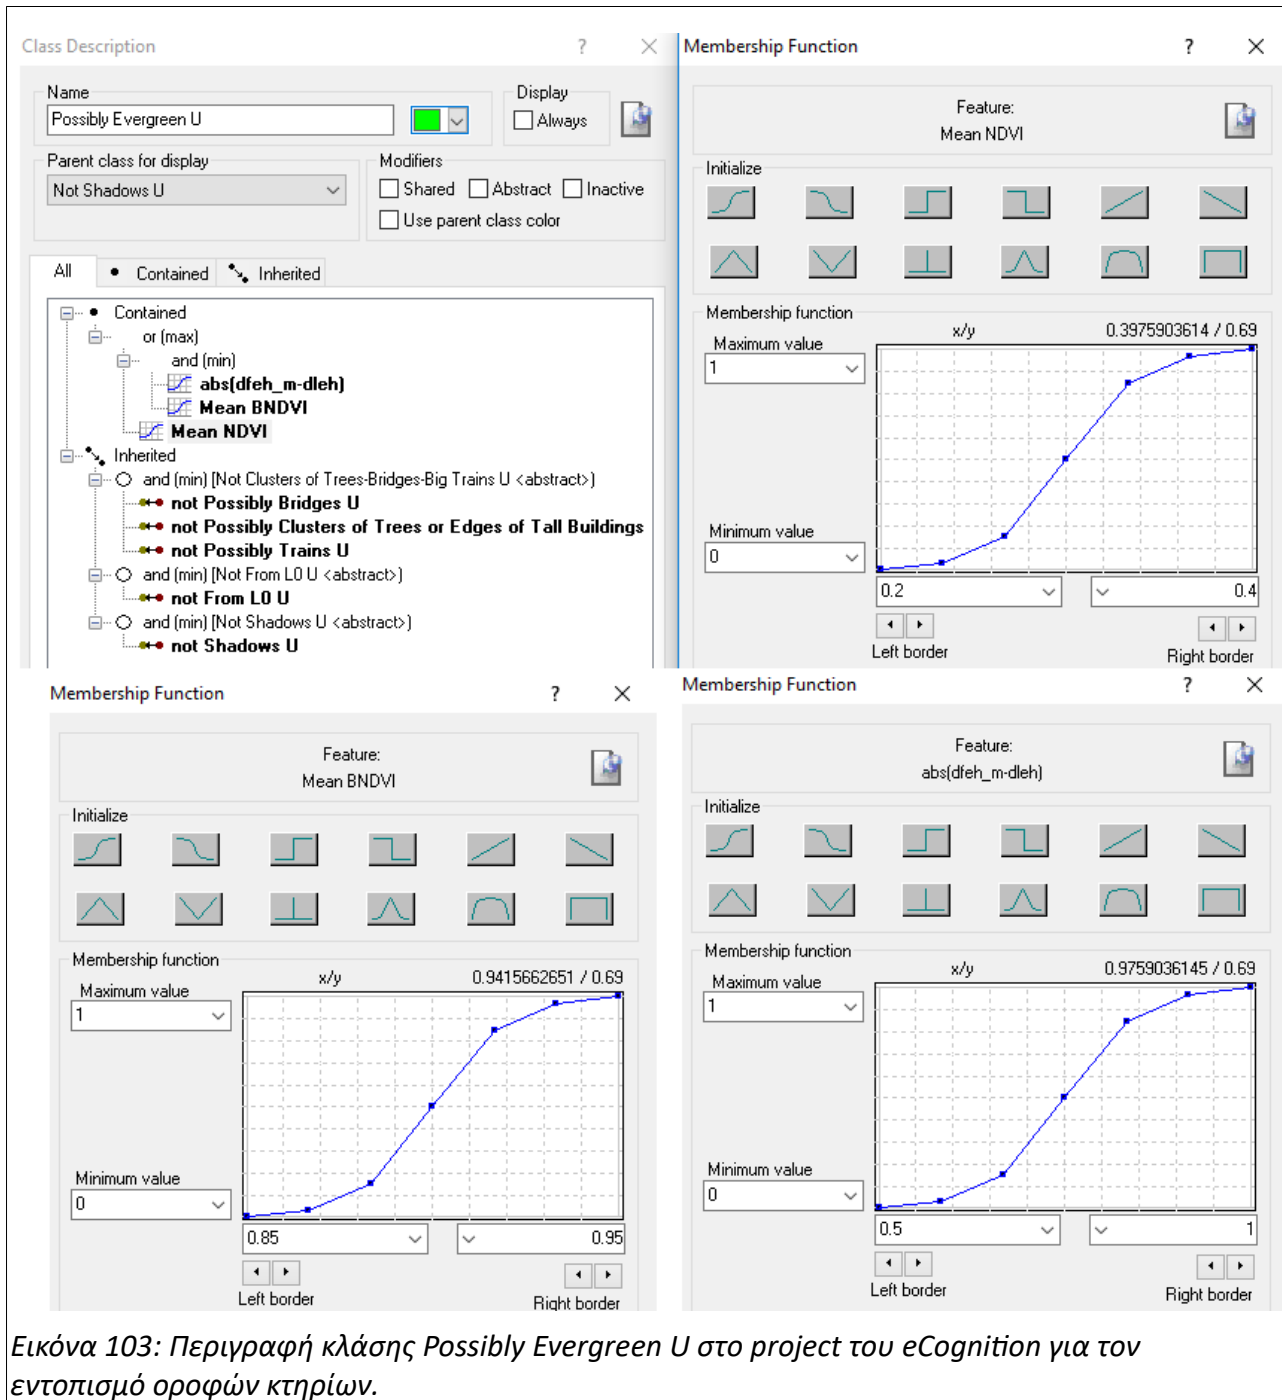 Class Description
?
Name
Possibly Evergreen U
Display
Always
Parent class for display
Not Shadows U
Modifiers
Shared
Abstract
Inactive
Use parent class color
All
Contained
Inherited
Contained
or (max)
and (min)
abs(dfeh_m-dleh)
Mean BNDVI
Mean NDVI
Inherited
and (min) [Not Clusters of Trees-Bridges-Big Trains U <abstract>)
not Possibly Bridges U
not Possibly Clusters of Trees or Edges of Tall Buildings
not Possibly Trains U
and (min) [Not From L0 U <abstract>)
not From L0 U
and (min) [Not Shadows U <abstract>)
not Shadows U
Membership Function
?
Feature:
Mean NDVI
Initialize
Membership function
x/y
0.3975903614 / 0.69
Maximum value
1
Minimum value
0
0.2
0.4
Left border
Right border
Membership Function
?
Feature:
Mean BNDVI
Initialize
Membership function
x/y
0.9415662651 / 0.69
Maximum value
1
Minimum value
0
0.85
0.95
Left border
Right border
Membership Function
?
Feature:
abs(dfeh_m-dleh)
Initialize
Membership function
x/y
0.9759036145 / 0.69
Maximum value
1
Minimum value
0
0.5
1
Left border
Right border
Εικόνα 103: Περιγραφή κλάσης Possibly Evergreen U στο project του eCognition για τον
εντοπισμό οροφών κτηρίων.